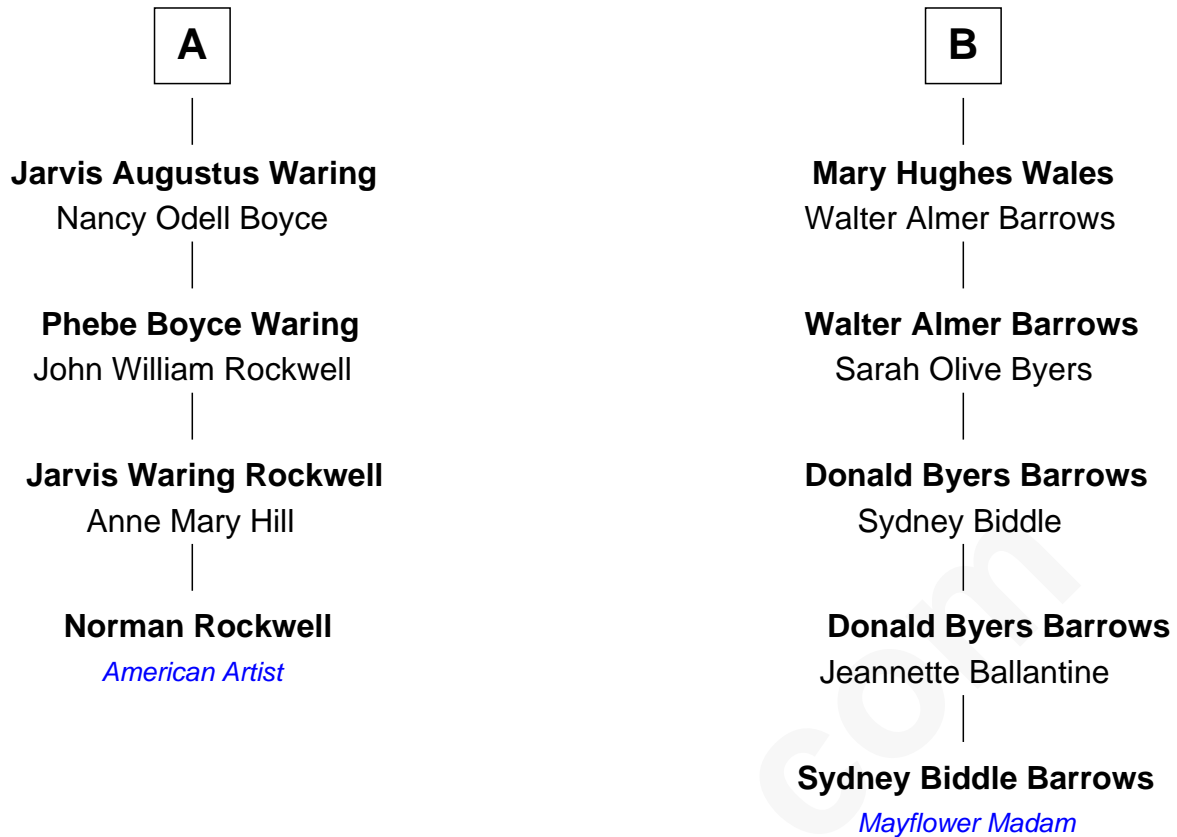 A
Jarvis Augustus Waring
Nancy Odell Boyce
Phebe Boyce Waring
John William Rockwell
Jarvis Waring Rockwell
Anne Mary Hill
Norman Rockwell
American Artist
B
Mary Hughes Wales
Walter Almer Barrows
Walter Almer Barrows
Sarah Olive Byers
Donald Byers Barrows
Sydney Biddle
Donald Byers Barrows
Jeannette Ballantine
Sydney Biddle Barrows
Mayflower Madam
com